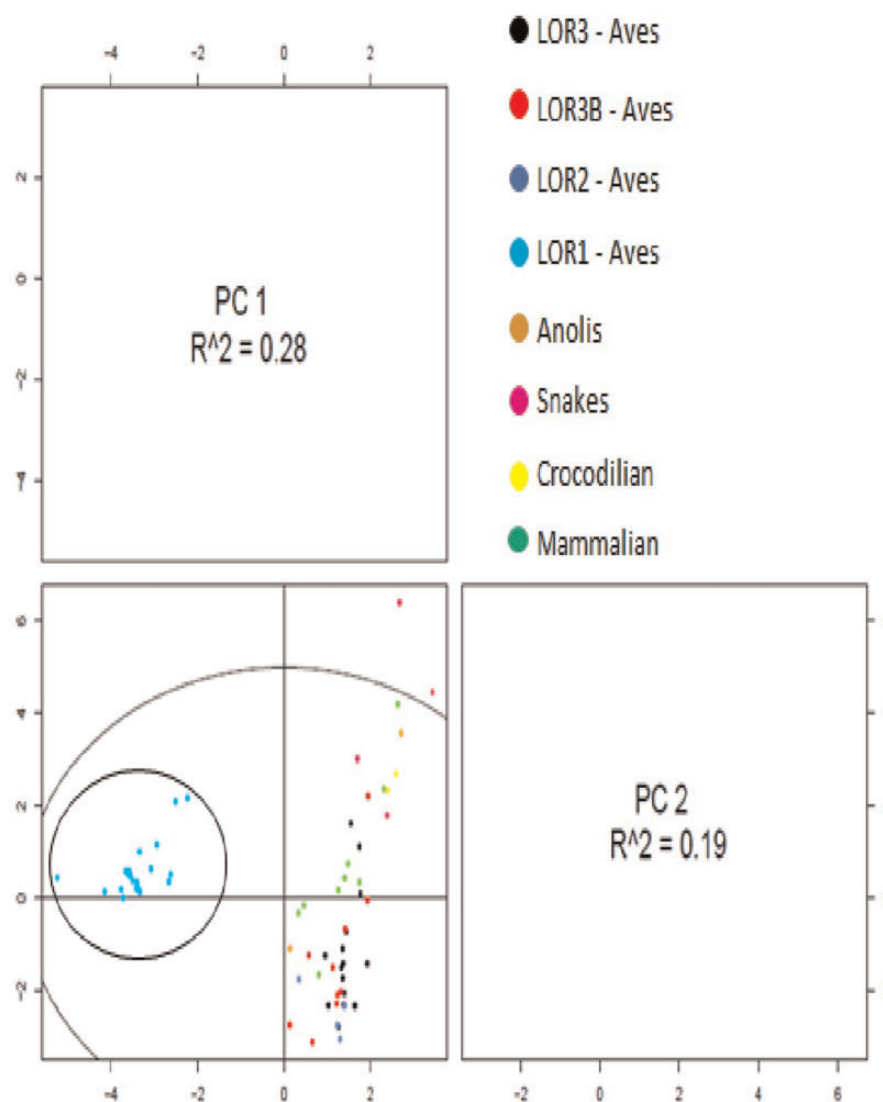 -4 -2 0 2
LOR3 - Aves
LOR3B - Aves
LOR2 - Aves
LOR1 - Aves
Anolis
Snakes
Crocodilian
Mammalian
2
0
-2
-4
PC 1
R^2 = 0.28
6
4
2
0
-2
PC 2
R^2 = 0.19
-4 -2 0 2
-2 0 2 4 6